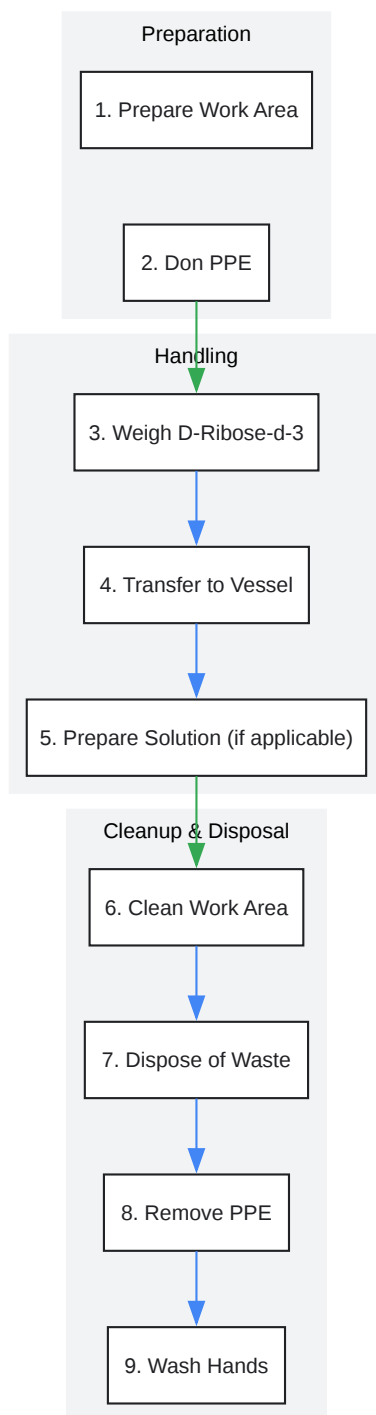 Preparation
1. Prepare Work Area
2. Don PPE
Handling
3. Weigh D-Ribose-d-3
4. Transfer to Vessel
5. Prepare Solution (if applicable)
Cleanup & Disposal
6. Clean Work Area
7. Dispose of Waste
8. Remove PPE
9. Wash Hands